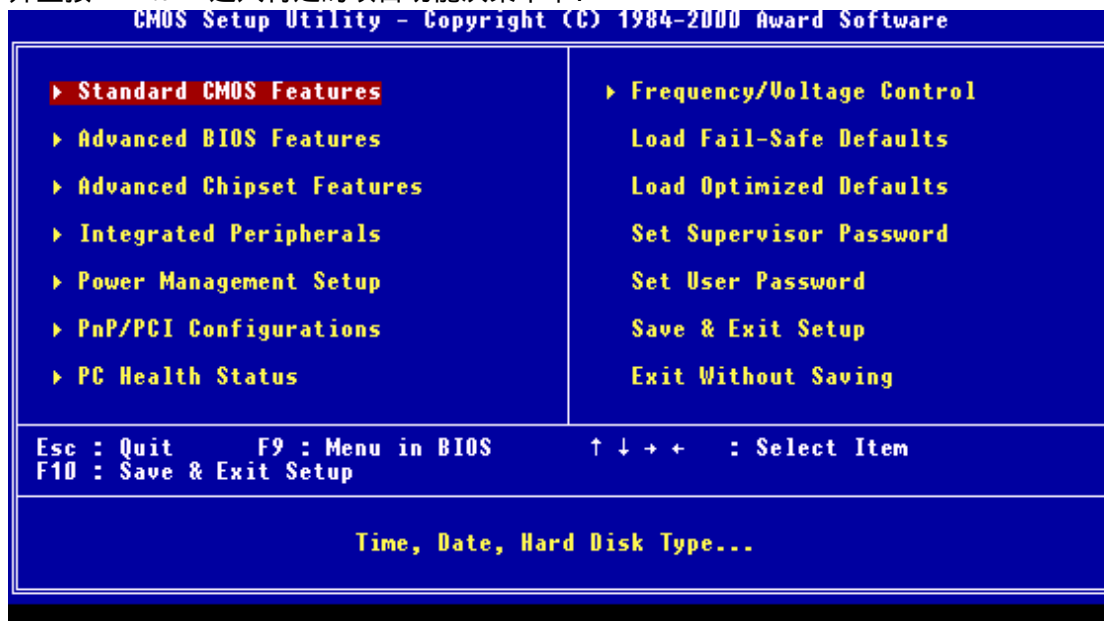 CMOS Setup Utility - Copyright (C) 1984-2000 Award Software
▸ Standard CMOS Features
▸ Advanced BIOS Features
▸ Advanced Chipset Features
▸ Integrated Peripherals
▸ Power Management Setup
▸ PnP/PCI Configurations
▸ PC Health Status
▸ Frequency/Voltage Control
Load Fail-Safe Defaults
Load Optimized Defaults
Set Supervisor Password
Set User Password
Save & Exit Setup
Exit Without Saving
Esc : Quit F9 : Menu in BIOS ↑ ↓ → ← : Select Item
F10 : Save & Exit Setup
Time, Date, Hard Disk Type...